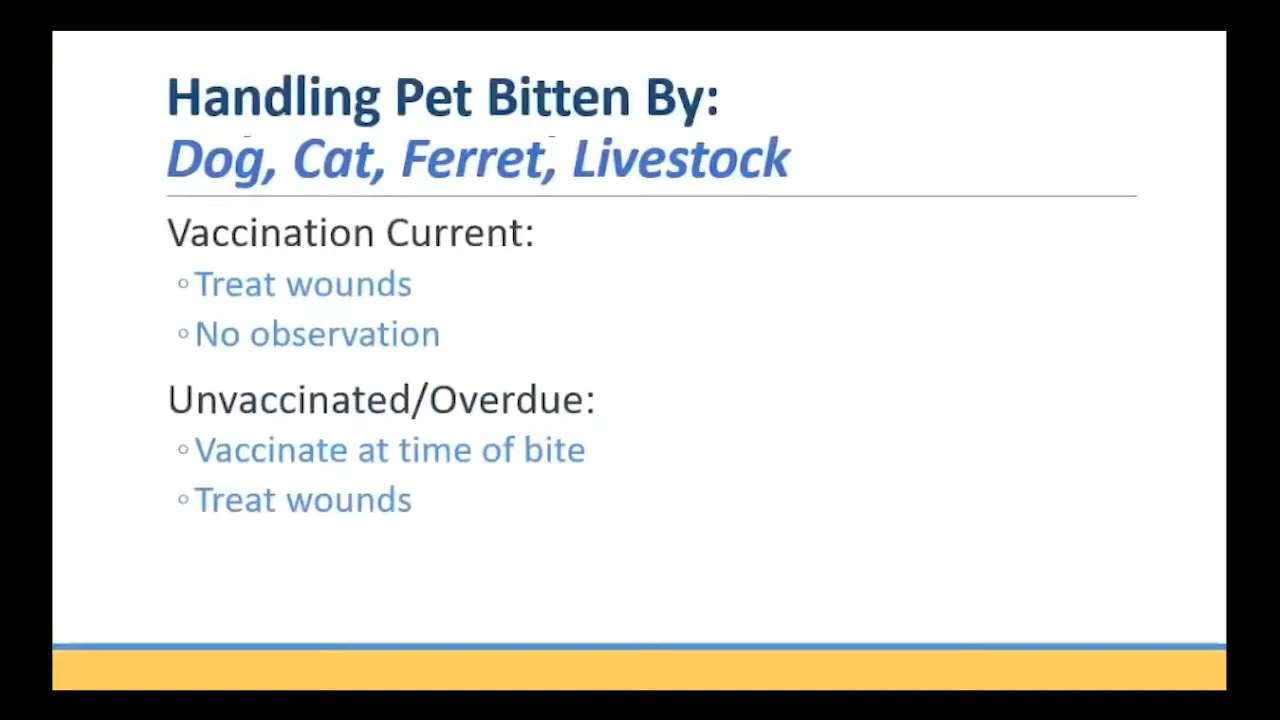 Handling Pet Bitten By:
Dog, Cat, Ferret, Livestock
Vaccination Current:
◦Treat wounds
◦No observation
Unvaccinated/Overdue:
◦Vaccinate at time of bite
◦Treat wounds